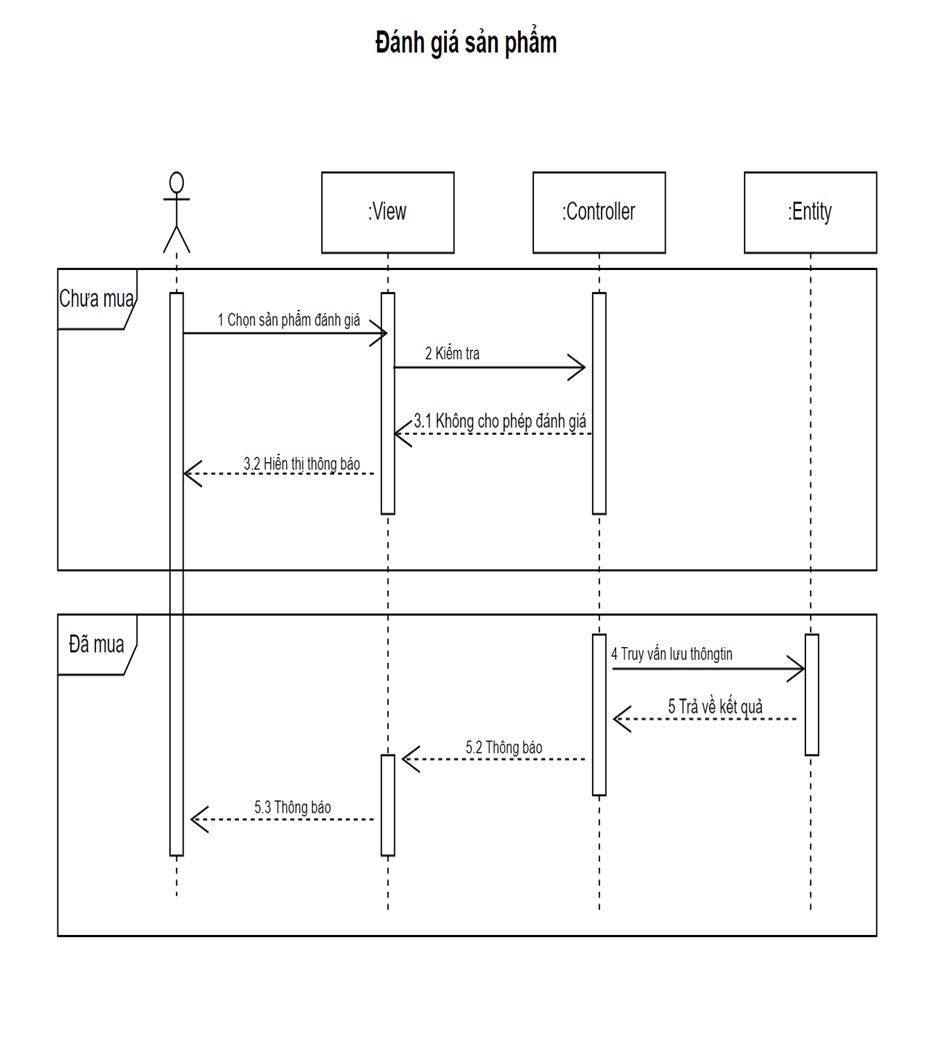 Đánh giá sản phẩm
:View
:Controller
:Entity
Chưa mua
1 Chọn sản phẩm đánh giá
2 Kiểm tra
3.1 Không cho phép đánh giá
3.2 Hiển thị thông báo
Đã mua
4 Truy vấn lưu thôngtin
5 Trả về kết quả
5.2 Thông báo
5.3 Thông báo